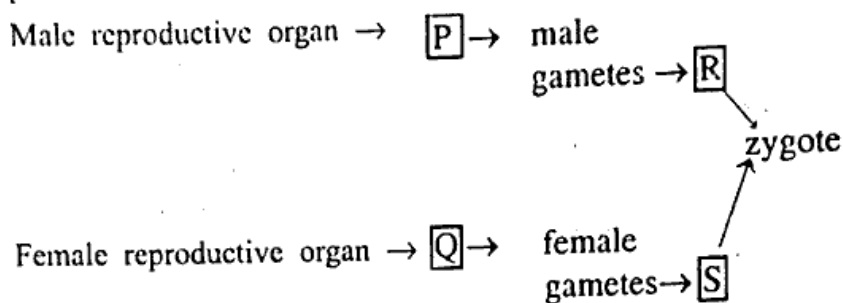 Male reproductive organ → P → male
gametes → R
zygote
Female reproductive organ → Q → female
gametes → S